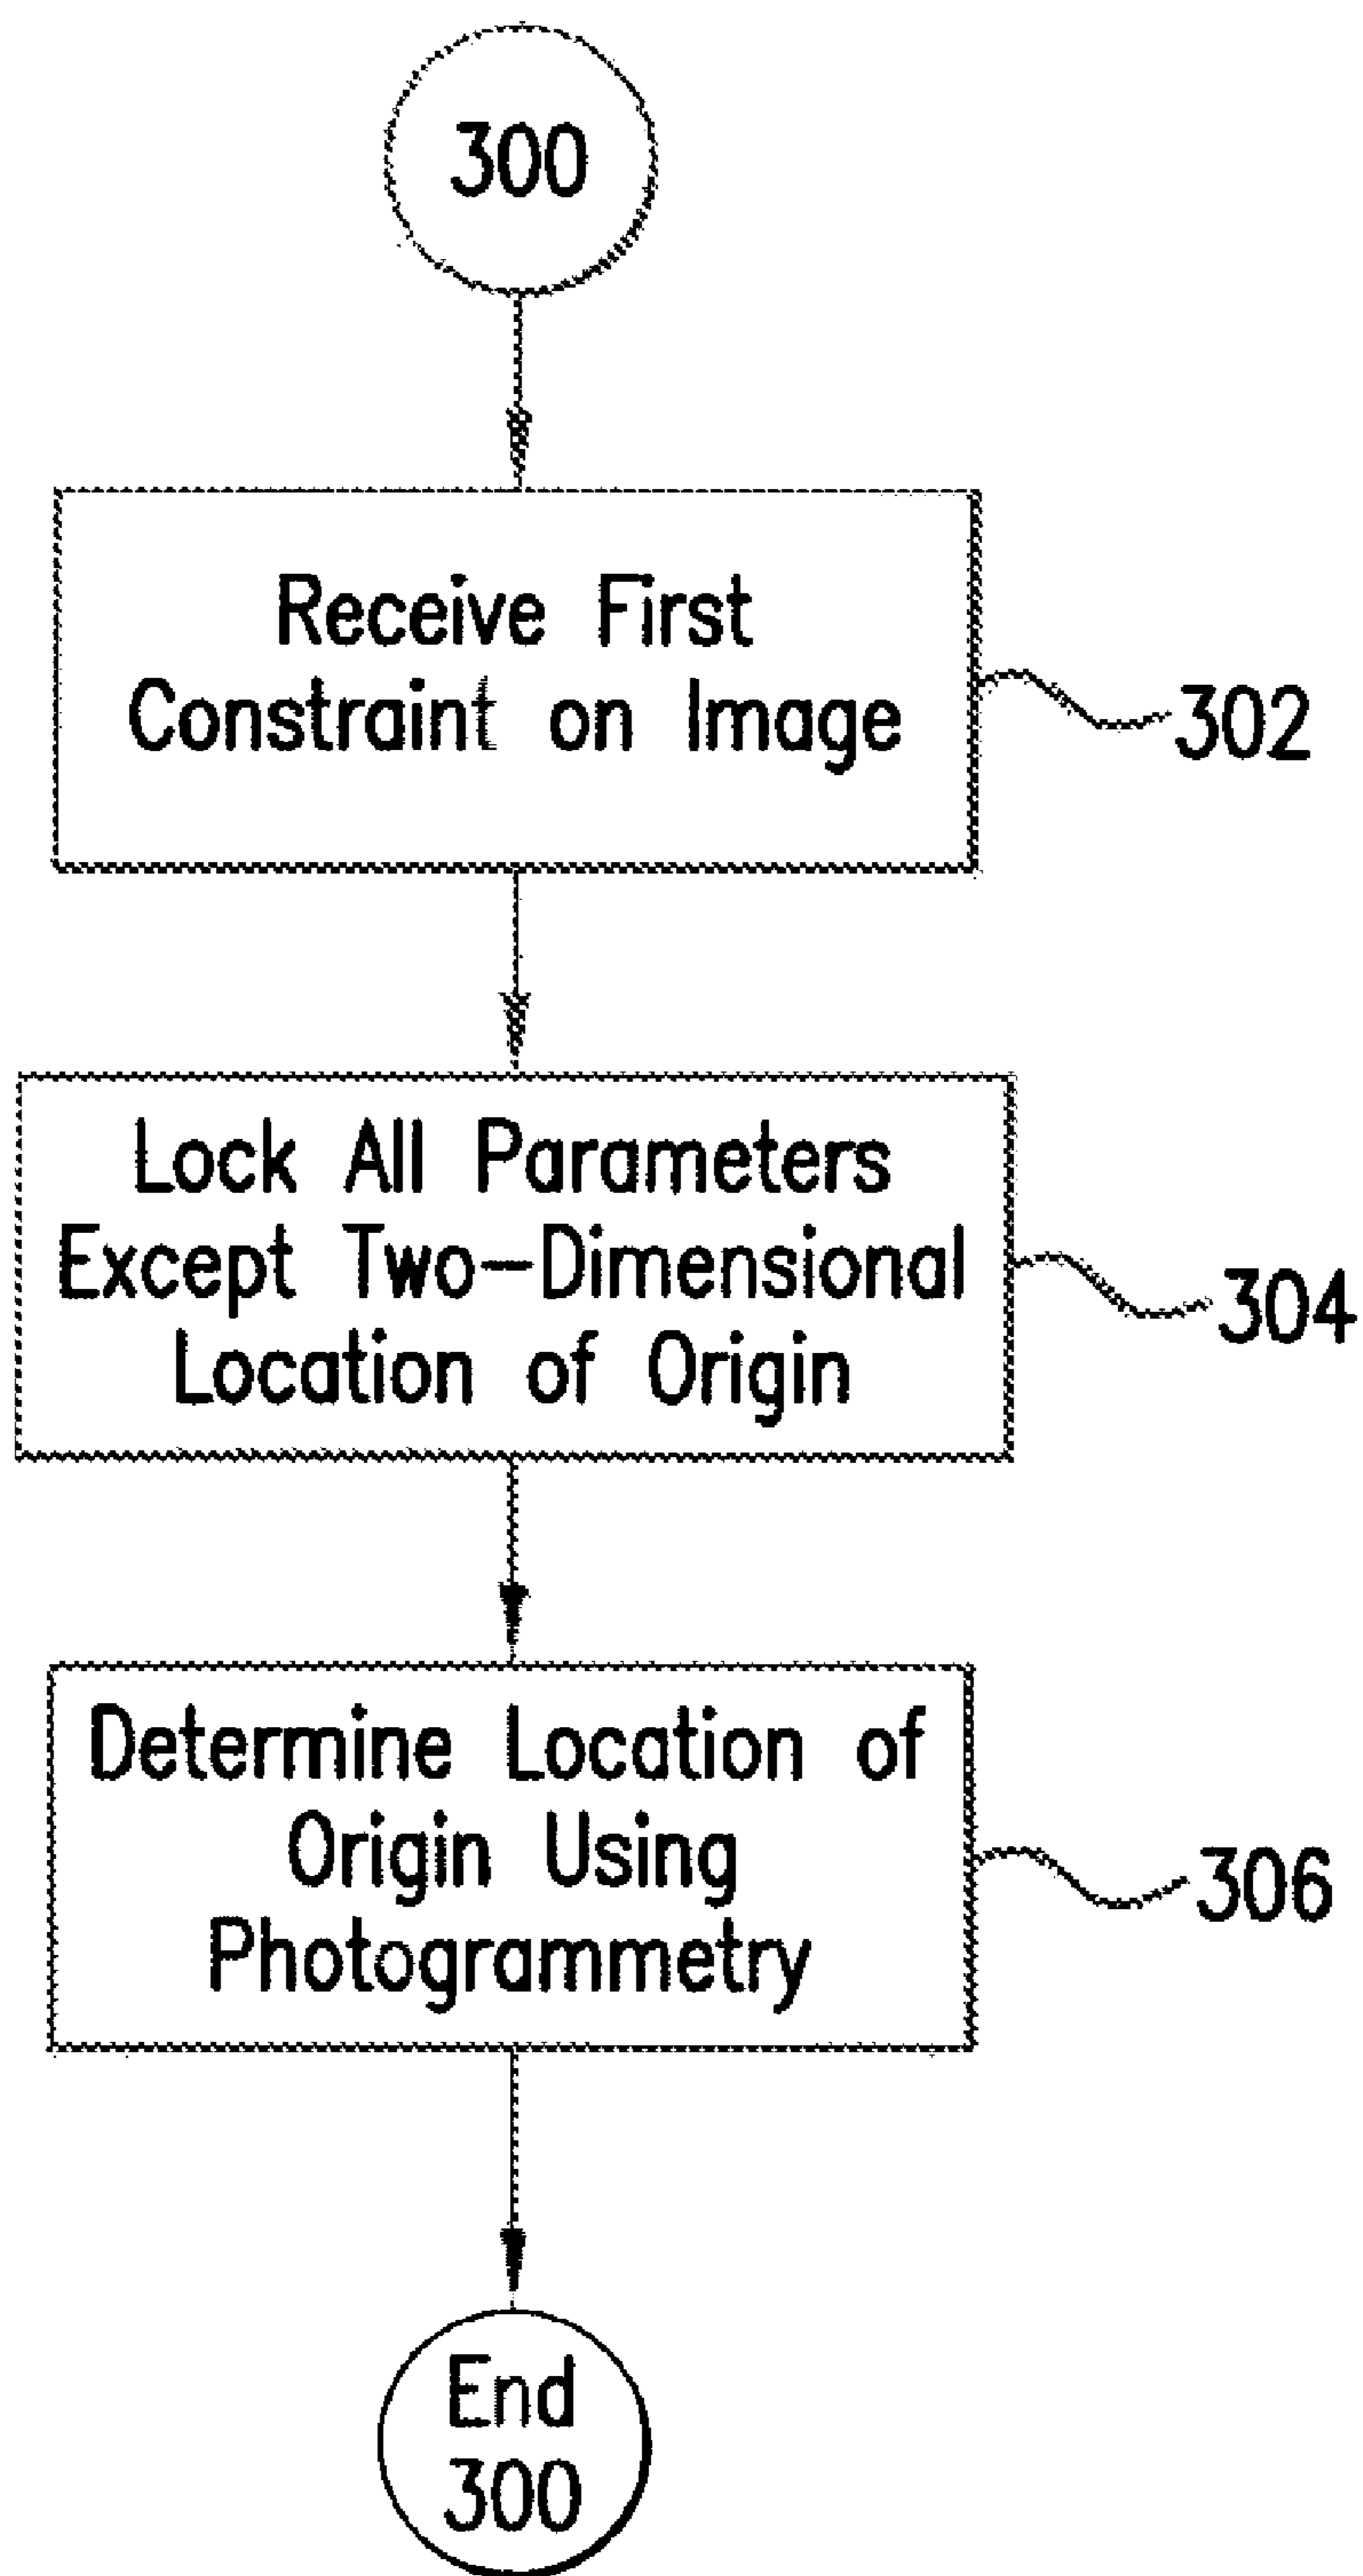 300
Receive First
Constraint on Image
302
Lock All Parameters
Except Two-Dimensional
Location of Origin
304
Determine Location of
Origin Using
Photogrammetry
306
End
300